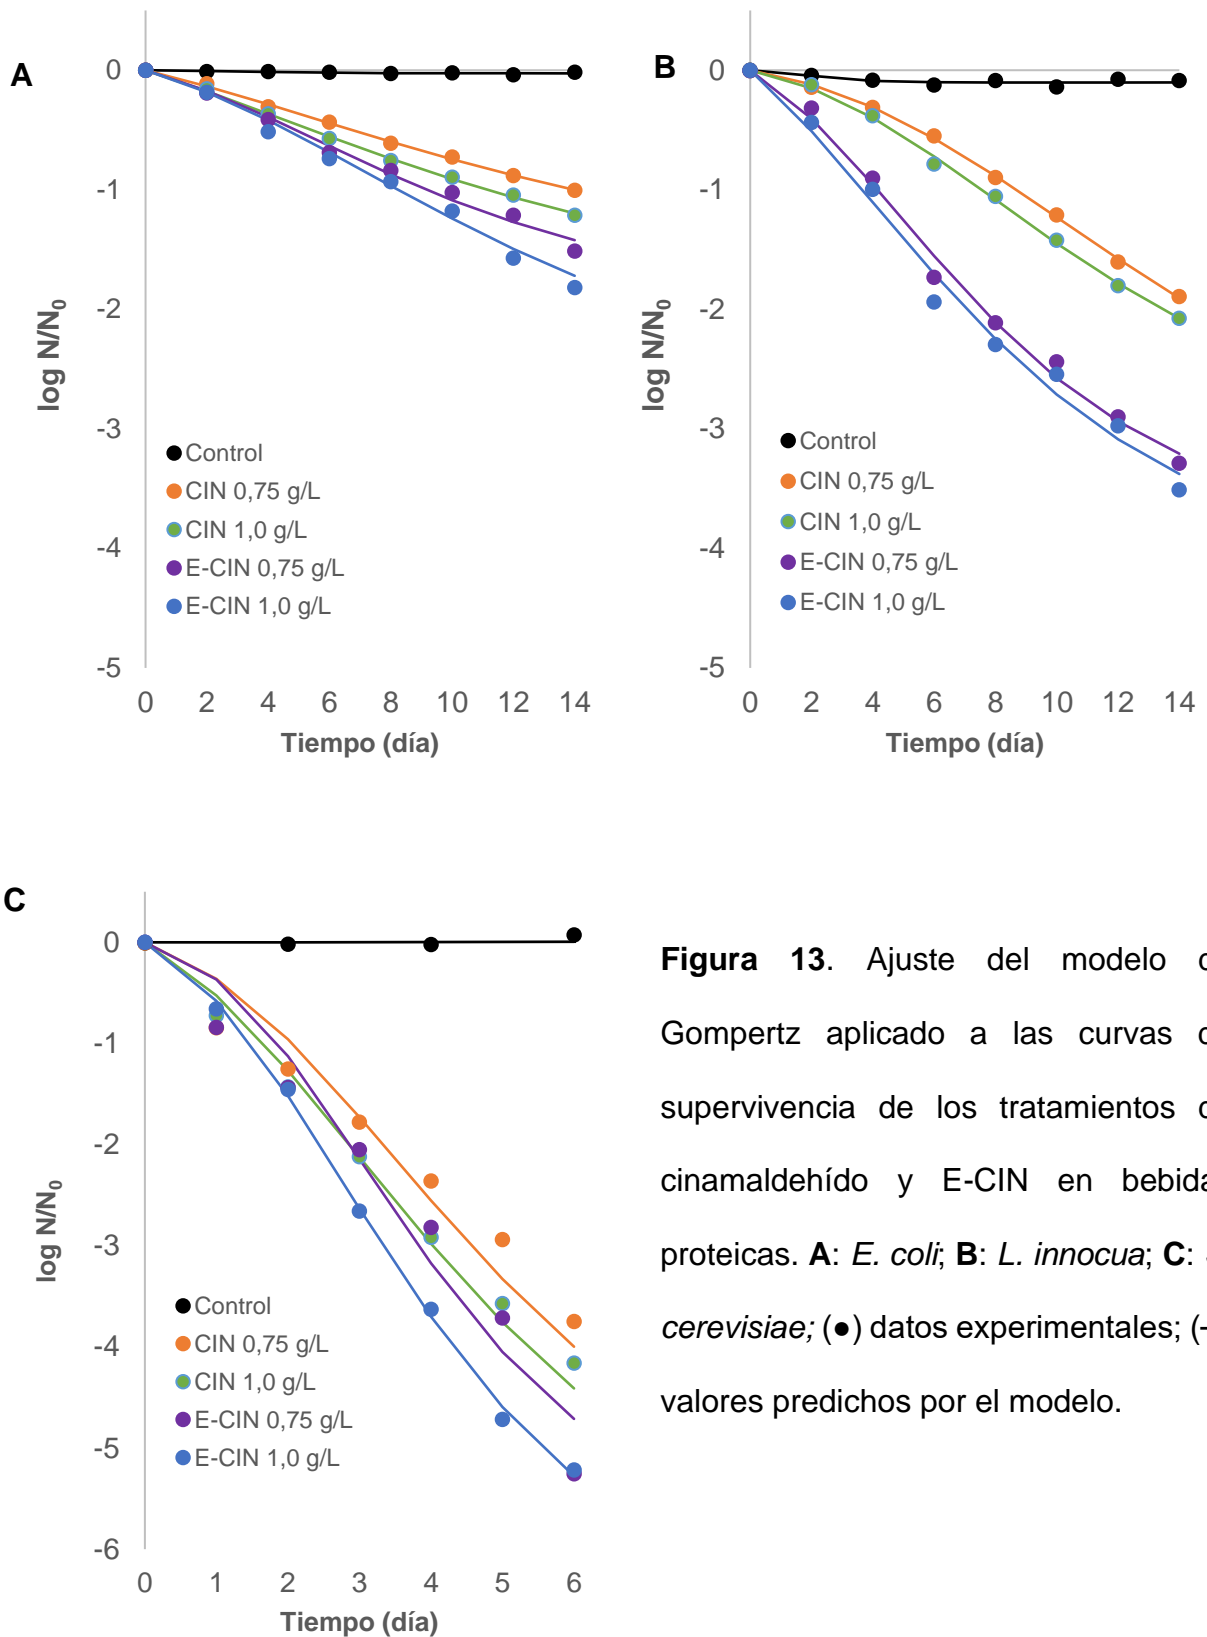 A
0
-1
-2
-3
-4
-5
log N/N₀
Control
CIN 0,75 g/L
CIN 1,0 g/L
E-CIN 0,75 g/L
E-CIN 1,0 g/L
0 2 4 6 8 10 12 14
Tiempo (día)
B
0
-1
-2
-3
-4
-5
log N/N₀
Control
CIN 0,75 g/L
CIN 1,0 g/L
E-CIN 0,75 g/L
E-CIN 1,0 g/L
0 2 4 6 8 10 12 14
Tiempo (día)
C
0
-1
-2
-3
-4
-5
-6
log N/N₀
Control
CIN 0,75 g/L
CIN 1,0 g/L
E-CIN 0,75 g/L
E-CIN 1,0 g/L
0 1 2 3 4 5 6
Tiempo (día)
Figura 13. Ajuste del modelo
Gompertz aplicado a las curvas
supervivencia de los tratamientos
cinamaldehído y E-CIN en
proteicas. A: E. coli; B: L. innocua; C:
cerevisiae; (●) datos experimentales;
valores predichos por el modelo.